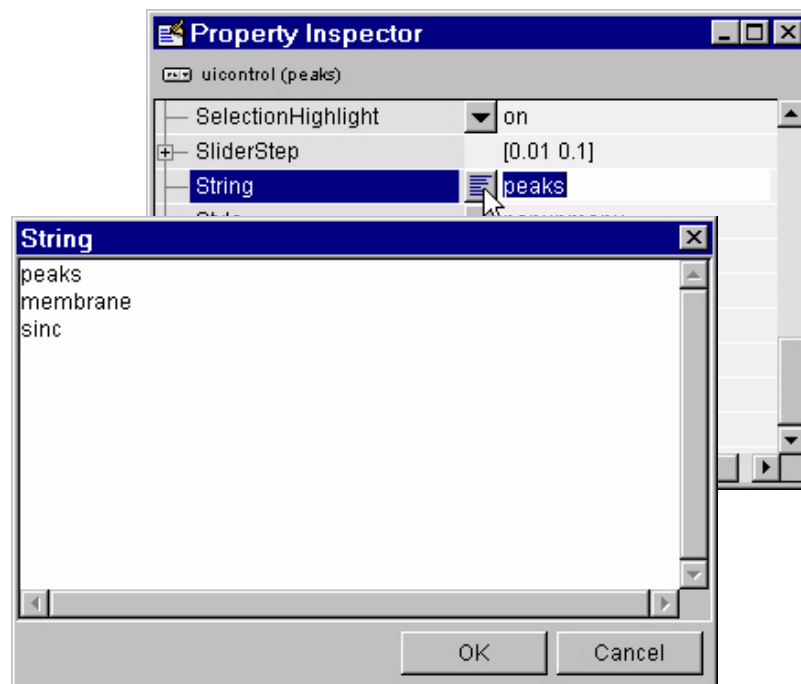 Property Inspector
uicontrol (peaks)
SelectionHighlight on
SliderStep [0.01 0.1]
String peaks
String
peaks
membrane
sinc
OK Cancel